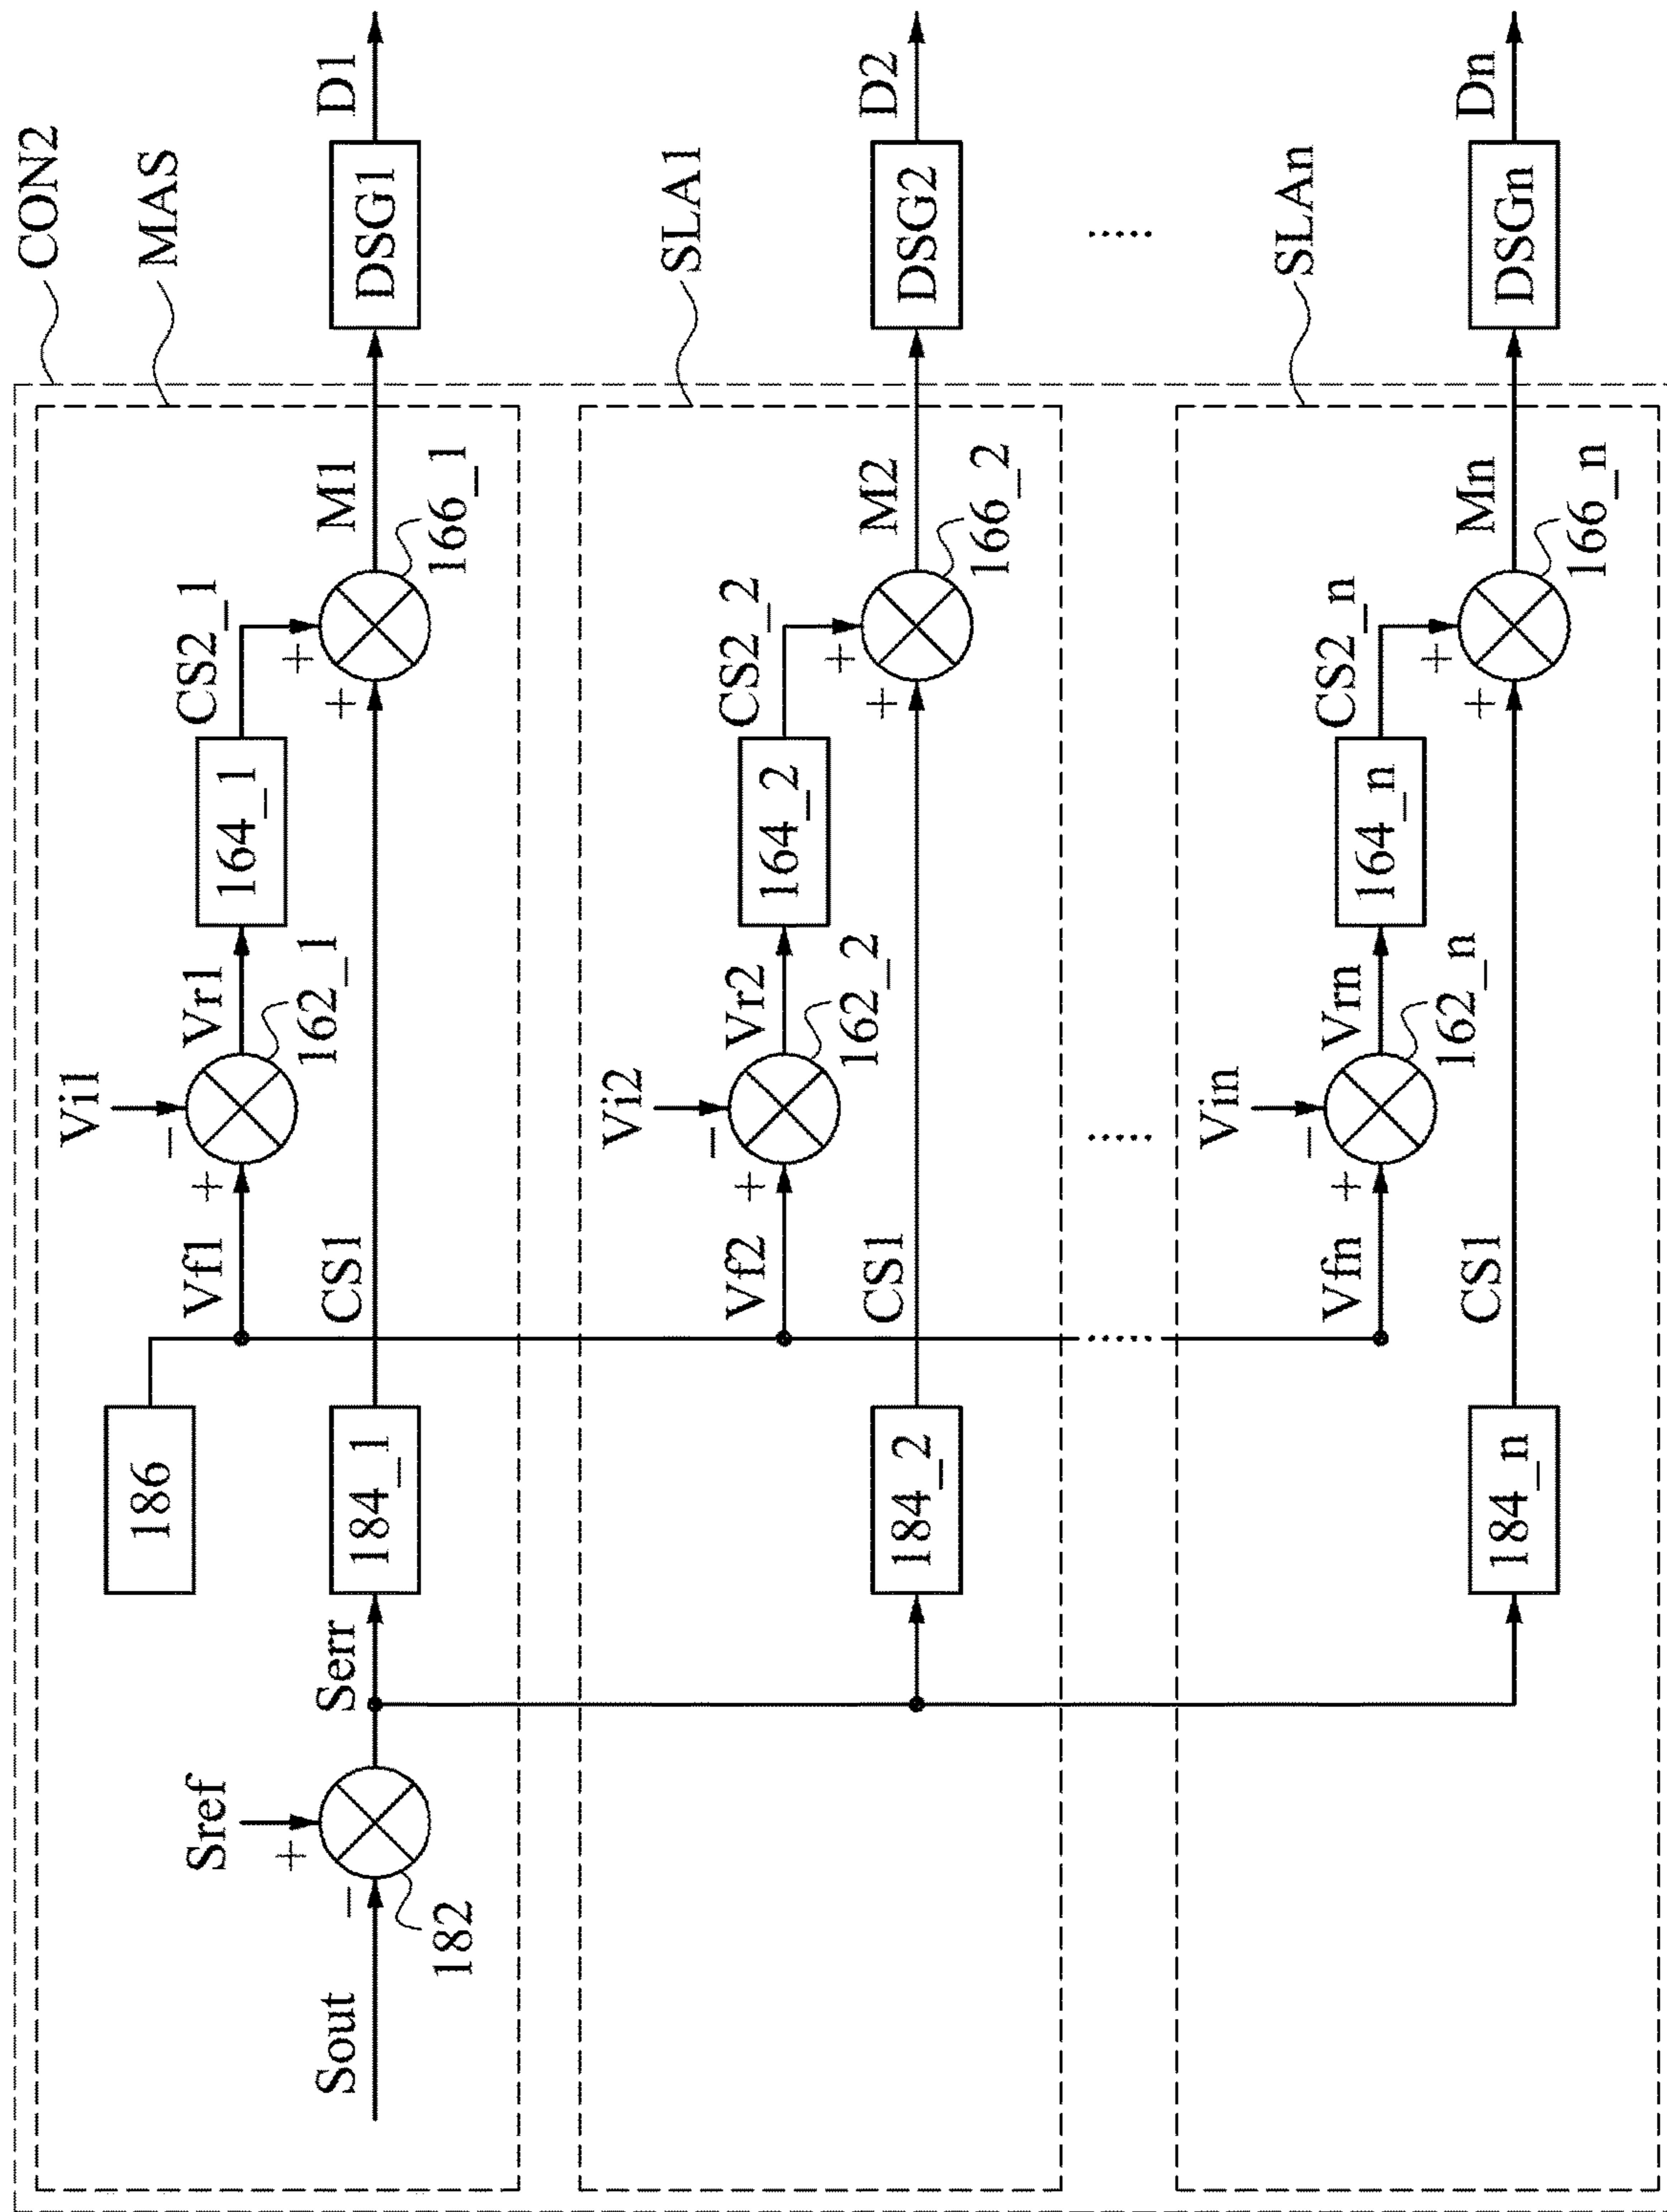 CON2
MAS
Sout
−
182
Sref
+
Serr
186
184_1
Vf1
+
Vi1
−
162_1
Vr1
164_1
CS2_1
CS1
+
+
166_1
M1
DSG1
D1
SLA1
184_2
Vf2
+
Vi2
−
162_2
Vr2
164_2
CS2_2
CS1
+
+
166_2
M2
DSG2
D2
......
......
......
SLAn
184_n
Vfn
+
Vin
−
162_n
Vrn
164_n
CS2_n
CS1
+
+
166_n
Mn
DSGn
Dn